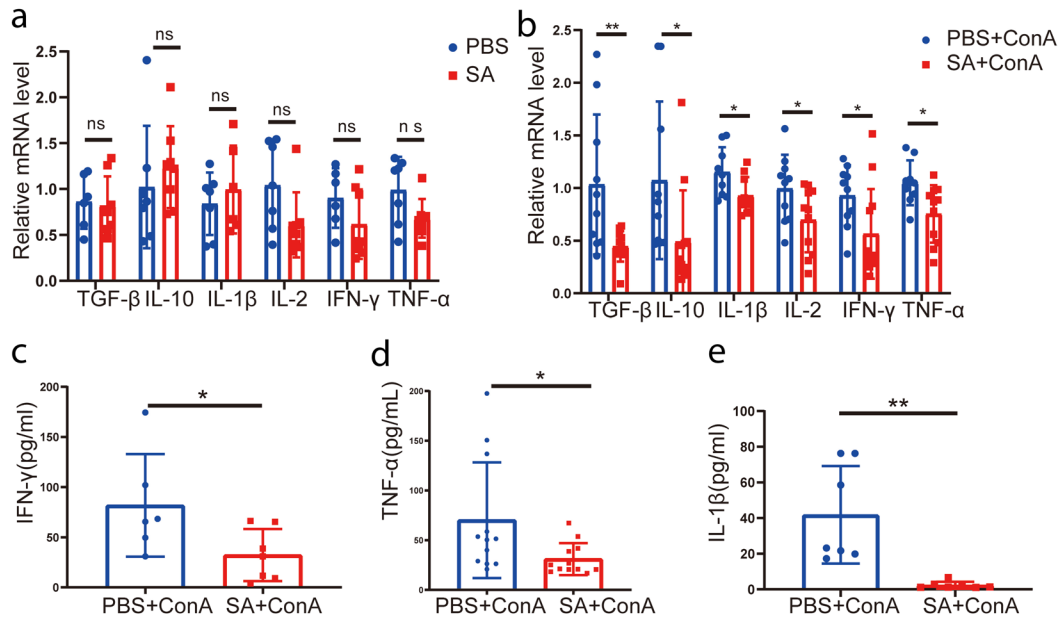 a
ns
ns
ns
ns
ns
n s
PBS
SA
Relative mRNA level
2.5
2.0
1.5
1.0
0.5
0.0
TGF-β IL-10 IL-1β IL-2 IFN-γ TNF-α
b
**
*
*
*
*
*
PBS+ConA
SA+ConA
Relative mRNA level
2.5
2.0
1.5
1.0
0.5
0.0
TGF-β IL-10 IL-1β IL-2 IFN-γ TNF-α
c
*
IFN-γ(pg/ml)
200
150
100
50
0
PBS+ConA SA+ConA
d
*
TNF-α(pg/mL)
200
150
100
50
0
PBS+ConA SA+ConA
e
**
IL-1β(pg/ml)
100
80
60
40
20
0
PBS+ConA SA+ConA